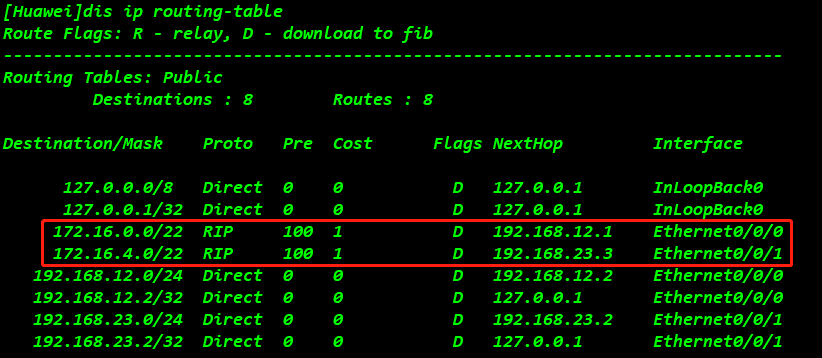 [Huawei]dis ip routing-table
Route Flags: R - relay, D - download to fib
------------------------------------------------------------------------------
Routing Tables: Public
         Destinations : 8        Routes : 8
Destination/Mask    Proto   Pre  Cost         Flags NextHop         Interface
      127.0.0.0/8   Direct  0    0              D   127.0.0.1       InLoopBack0
      127.0.0.1/32  Direct  0    0              D   127.0.0.1       InLoopBack0
     172.16.0.0/22  RIP     100  1              D   192.168.12.1    Ethernet0/0/0
     172.16.4.0/22  RIP     100  1              D   192.168.23.3    Ethernet0/0/1
   192.168.12.0/24  Direct  0    0              D   192.168.12.2    Ethernet0/0/0
   192.168.12.2/32  Direct  0    0              D   127.0.0.1       Ethernet0/0/0
   192.168.23.0/24  Direct  0    0              D   192.168.23.2    Ethernet0/0/1
   192.168.23.2/32  Direct  0    0              D   127.0.0.1       Ethernet0/0/1